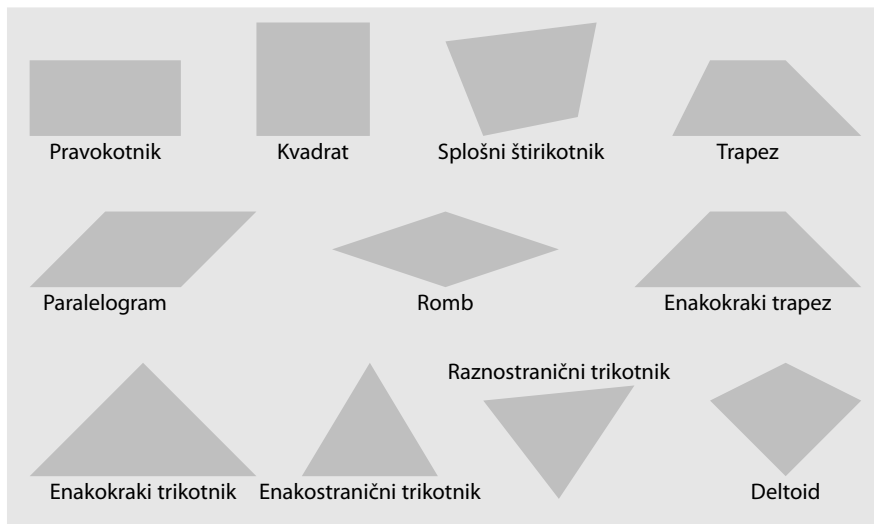 Pravokotnik
Kvadrat
Splošni štirikotnik
Trapez
Paralelogram
Romb
Enakokraki trapez
Raznostranični trikotnik
Enakokraki trikotnik
Enakostranični trikotnik
Deltoid